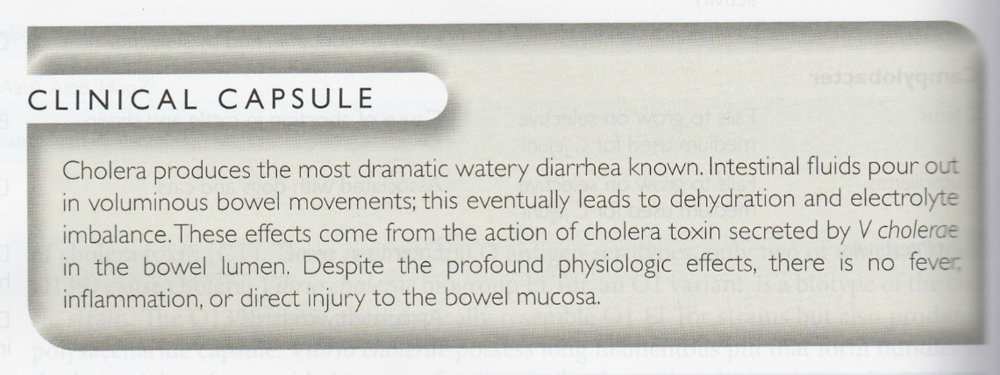 CLINICAL CAPSULE
Cholera produces the most dramatic watery diarrhea known. Intestinal fluids pour out
in voluminous bowel movements; this eventually leads to dehydration and electrolyte
imbalance. These effects come from the action of cholera toxin secreted by V cholerae
in the bowel lumen. Despite the profound physiologic effects, there is no fever,
inflammation, or direct injury to the bowel mucosa.